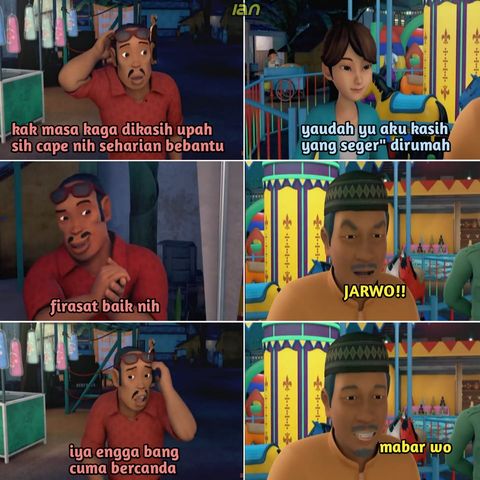 ian
kak masa kaga dikasih upah
sih cape nih seharian bebantu
yaudah yu aku kasih
yang seger" dirumah
firasat baik nih
JARWO!!
iya engga bang
cuma bercanda
mabar wo